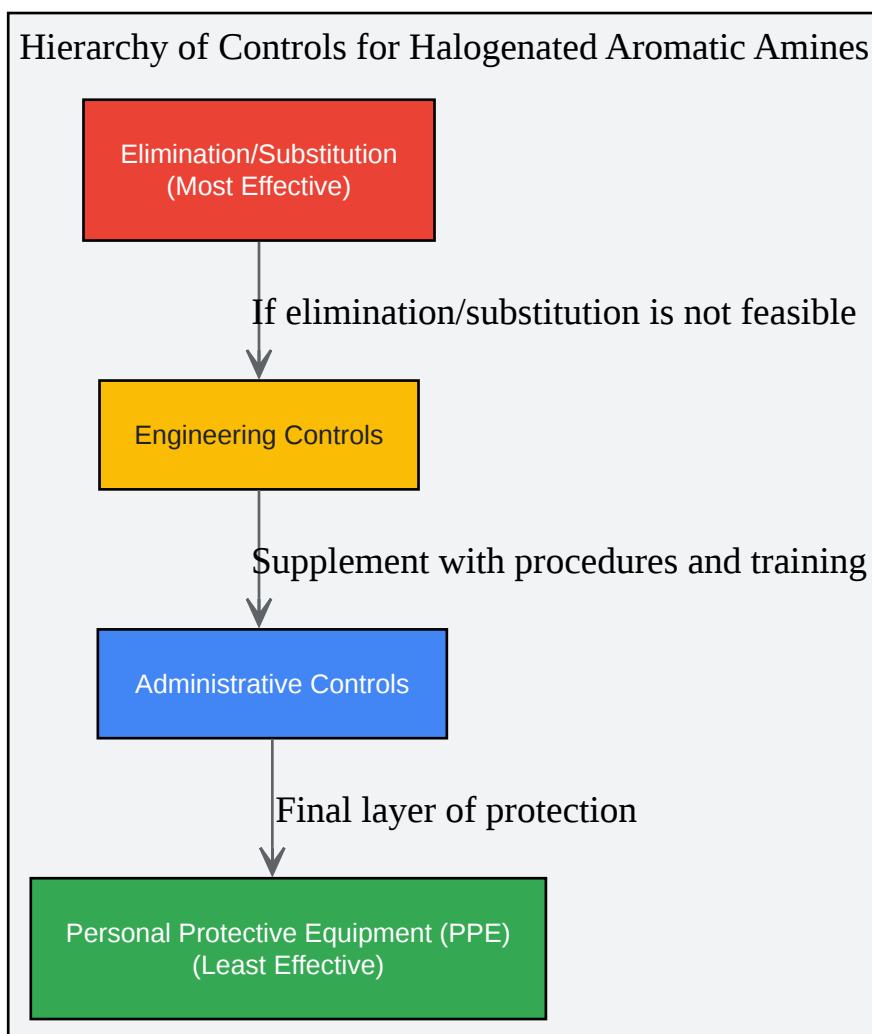 Hierarchy of Controls for Halogenated Aromatic Amines
Elimination/Substitution
(Most Effective)
If elimination/substitution is not feasible
Engineering Controls
Supplement with procedures and training
Administrative Controls
Final layer of protection
Personal Protective Equipment (PPE)
(Least Effective)